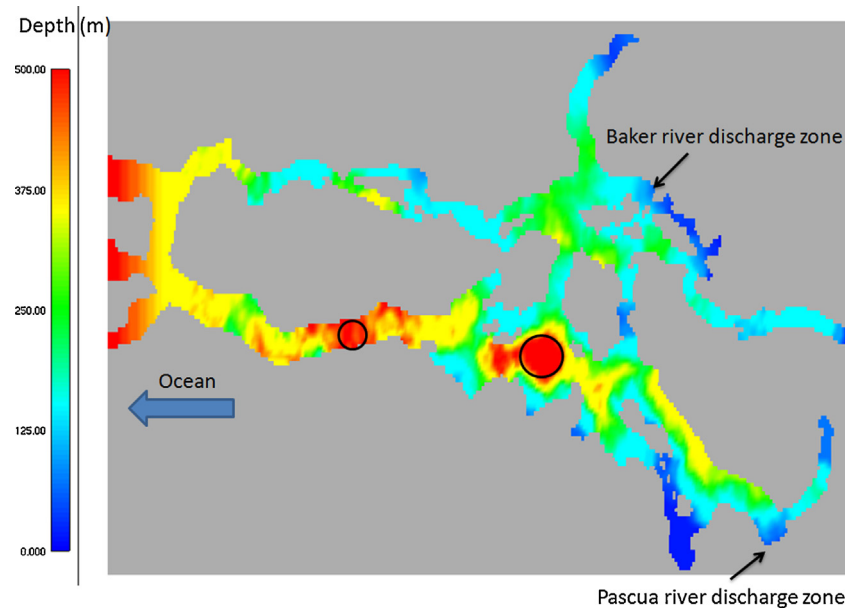 Depth (m)
500.00
375.00
250.00
125.00
0.000
Baker river discharge zone
Ocean
Pascua river discharge zone